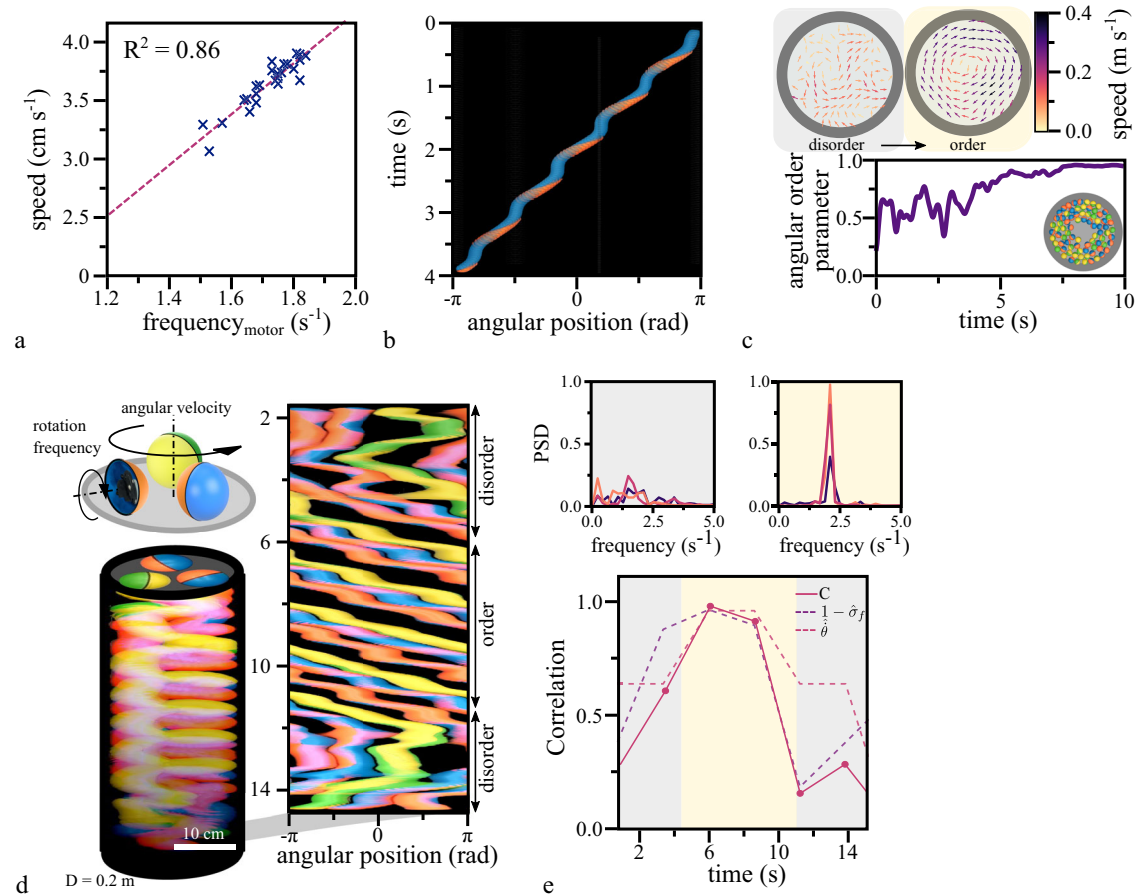 R² = 0.86
4.0
3.5
3.0
2.5
2.0
1.2
1.4
1.6
1.8
2.0
speed (cm s⁻¹)
frequency_motor (s⁻¹)
a
0
1
2
3
4
-π
0
π
time (s)
angular position (rad)
b
disorder
order
0.4
0.2
0.0
speed (m s⁻¹)
1.0
0.5
0
0
5
10
angular order
parameter
time (s)
c
angular velocity
rotation
frequency
10 cm
D = 0.2 m
2
6
10
14
disorder
order
disorder
-π
0
π
angular position (rad)
d
1.0
0.5
0.0
0.0
2.5
5.0
PSD
frequency (s⁻¹)
1.0
0.5
0.0
0.0
2.5
5.0
frequency (s⁻¹)
C
1 − σ̂_f
θ̂
1.0
0.5
0.0
2
6
10
14
Correlation
time (s)
e